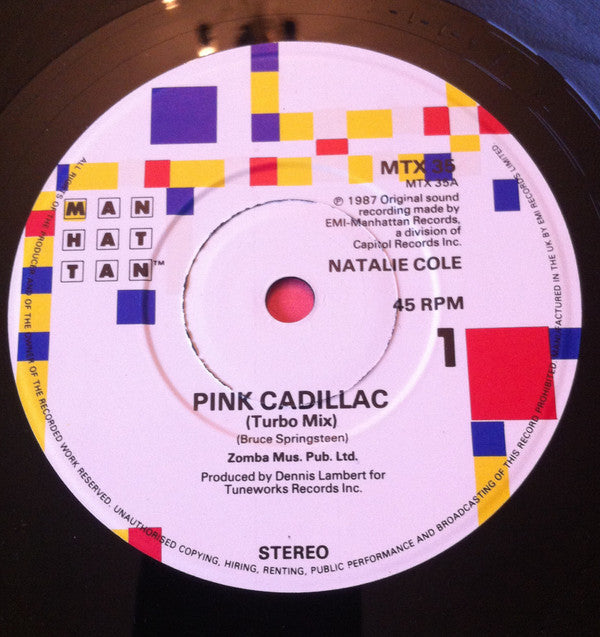 MAN
HAT
TAN™
MTX 35
MTX 35A
℗ 1987 Original sound
recording made by
EMI-Manhattan Records,
a division of
Capitol Records Inc.
NATALIE COLE
45 RPM
1
PINK CADILLAC
(Turbo Mix)
(Bruce Springsteen)
Zomba Mus. Pub. Ltd.
Produced by Dennis Lambert for
Tuneworks Records Inc.
STEREO
ALL RIGHTS OF THE PRODUCER AND OF THE OWNER OF THE RECORDED WORK RESERVED. UNAUTHORISED COPYING, HIRING, RENTING, PUBLIC PERFORMANCE AND BROADCASTING OF THIS RECORD PROHIBITED. MANUFACTURED IN THE UK BY EMI RECORDS LIMITED